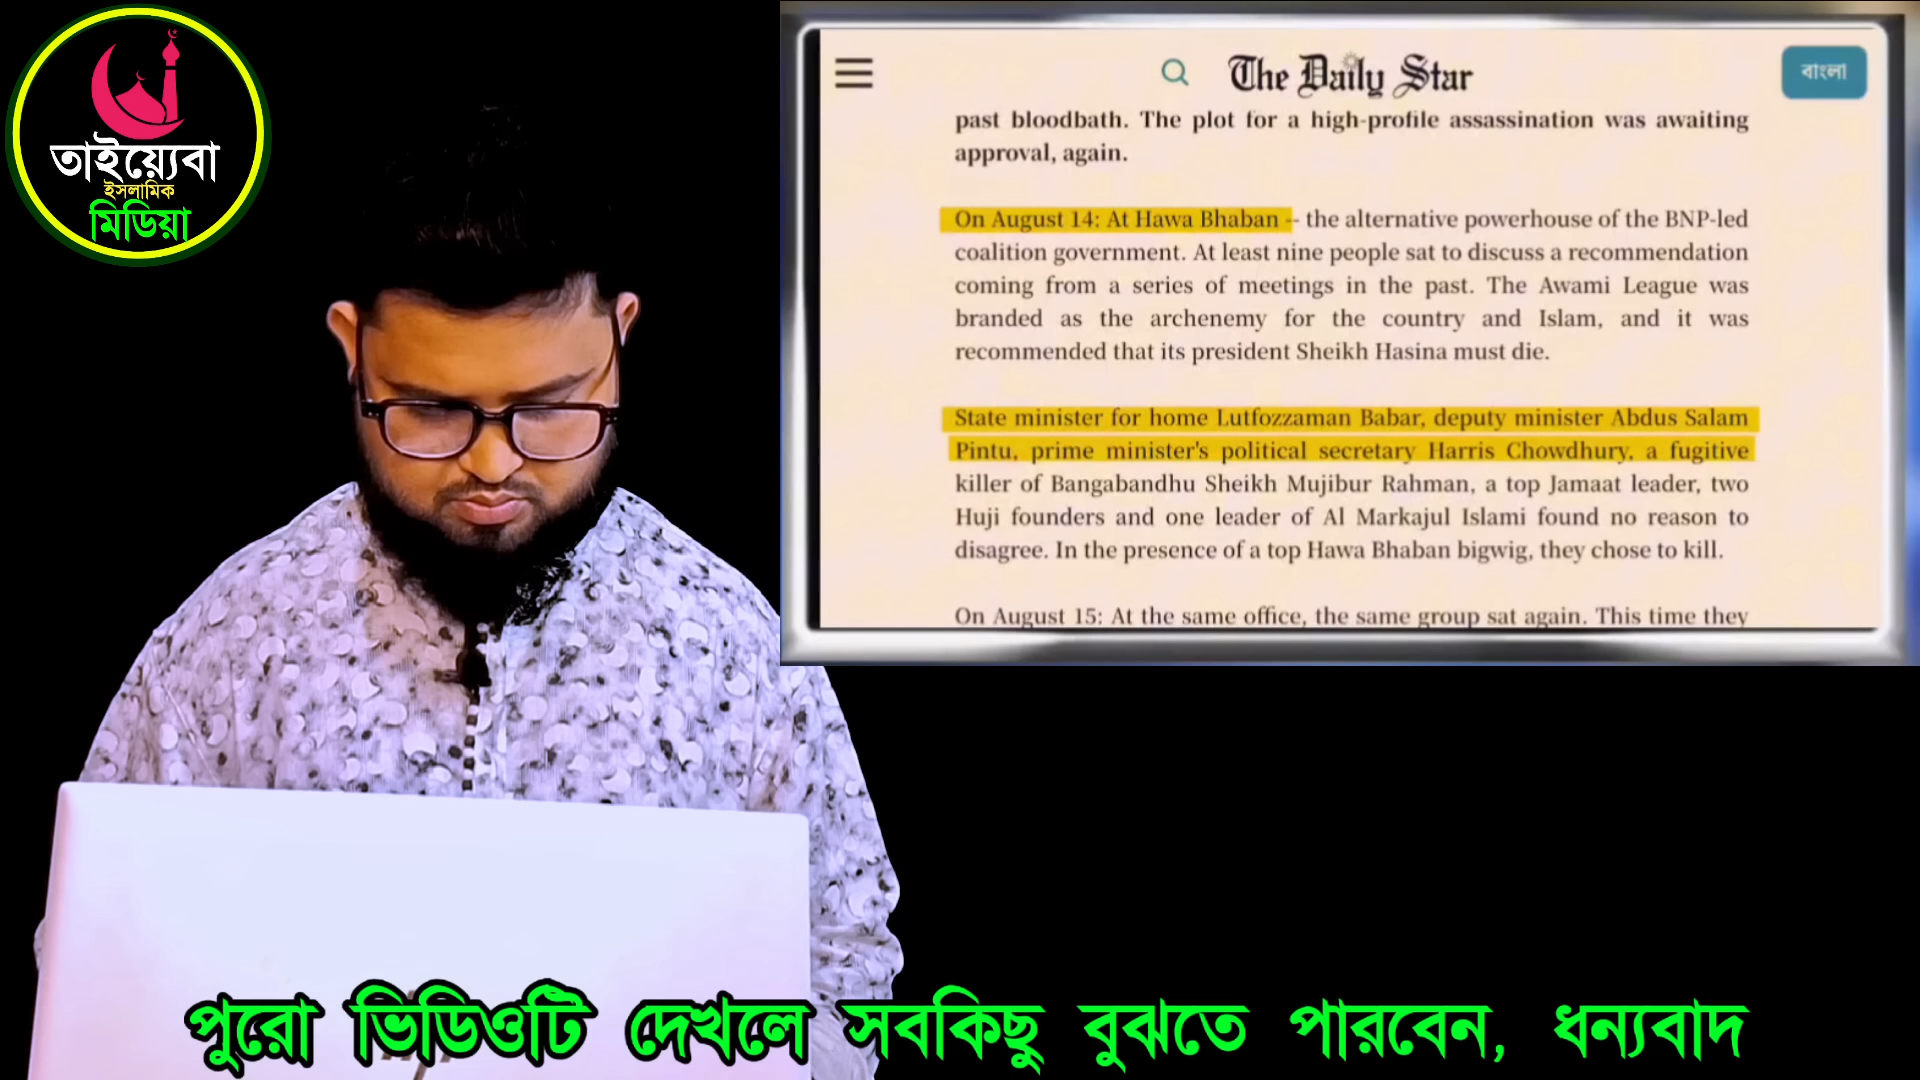 তাইয়্যেবা
ইসলামিক
মিডিয়া
The Daily Star
বাংলা
past bloodbath. The plot for a high-profile assassination was awaiting
approval, again.
On August 14: At Hawa Bhaban -- the alternative powerhouse of the BNP-led
coalition government. At least nine people sat to discuss a recommendation
coming from a series of meetings in the past. The Awami League was
branded as the archenemy for the country and Islam, and it was
recommended that its president Sheikh Hasina must die.
State minister for home Lutfozzaman Babar, deputy minister Abdus Salam
Pintu, prime minister's political secretary Harris Chowdhury, a fugitive
killer of Bangabandhu Sheikh Mujibur Rahman, a top Jamaat leader, two
Huji founders and one leader of Al Markajul Islami found no reason to
disagree. In the presence of a top Hawa Bhaban bigwig, they chose to kill.
On August 15: At the same office, the same group sat again. This time they
পুরো ভিডিওটি দেখলে সবকিছু বুঝতে পারবেন, ধন্যবাদ